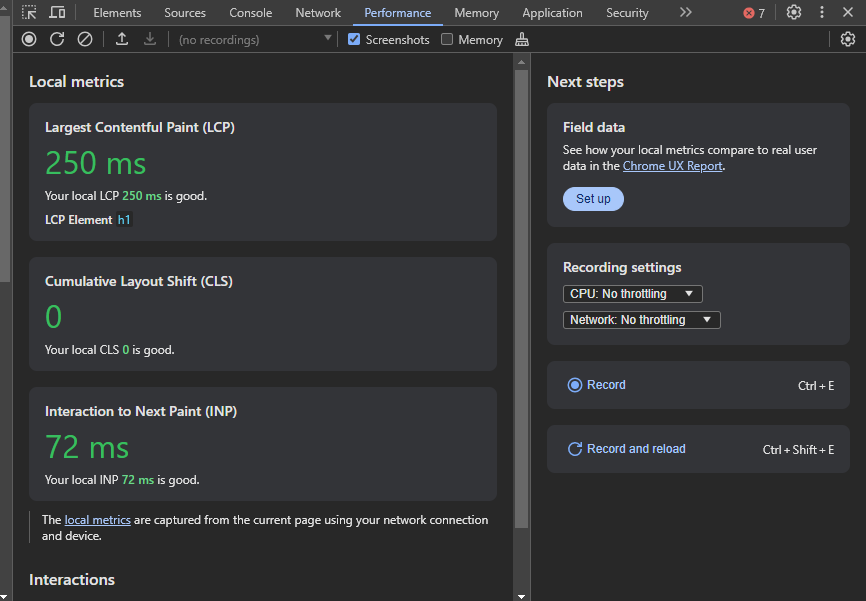 Elements Sources Console Network Performance Memory Application Security 7
(no recordings) Screenshots Memory
Local metrics
Largest Contentful Paint (LCP)
250 ms
Your local LCP 250 ms is good.
LCP Element h1
Cumulative Layout Shift (CLS)
0
Your local CLS 0 is good.
Interaction to Next Paint (INP)
72 ms
Your local INP 72 ms is good.
The local metrics are captured from the current page using your network connection
and device.
Interactions
Next steps
Field data
See how your local metrics compare to real user
data in the Chrome UX Report.
Set up
Recording settings
CPU: No throttling
Network: No throttling
Record Ctrl + E
Record and reload Ctrl + Shift + E